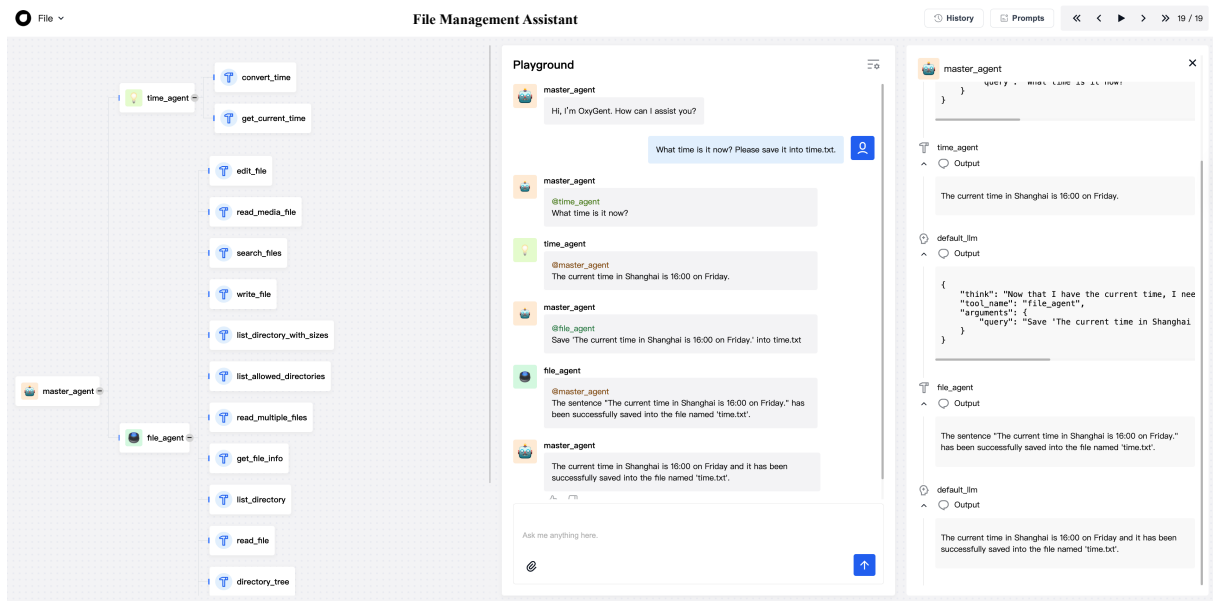 File
File Management Assistant
History
Prompts
19 / 19
convert_time
time_agent
get_current_time
edit_file
read_media_file
search_files
write_file
list_directory_with_sizes
list_allowed_directories
master_agent
read_multiple_files
file_agent
get_file_info
list_directory
read_file
directory_tree
Playground
master_agent
Hi, I'm OxyGent. How can I assist you?
What time is it now? Please save it into time.txt.
master_agent
@time_agent
What time is it now?
time_agent
@master_agent
The current time in Shanghai is 16:00 on Friday.
master_agent
@file_agent
Save 'The current time in Shanghai is 16:00 on Friday.' into time.txt
file_agent
@master_agent
The sentence "The current time in Shanghai is 16:00 on Friday." has
been successfully saved into the file named 'time.txt'.
master_agent
The current time in Shanghai is 16:00 on Friday and it has been
successfully saved into the file named 'time.txt'.
Ask me anything here.
master_agent
"query": "What time is it now?"
}
}
time_agent
Output
The current time in Shanghai is 16:00 on Friday.
default_llm
Output
{
"think": "Now that I have the current time, I nee
"tool_name": "file_agent",
"arguments": {
"query": "Save 'The current time in Shanghai
}
}
file_agent
Output
The sentence "The current time in Shanghai is 16:00 on Friday."
has been successfully saved into the file named 'time.txt'.
default_llm
Output
The current time in Shanghai is 16:00 on Friday and it has been
successfully saved into the file named 'time.txt'.